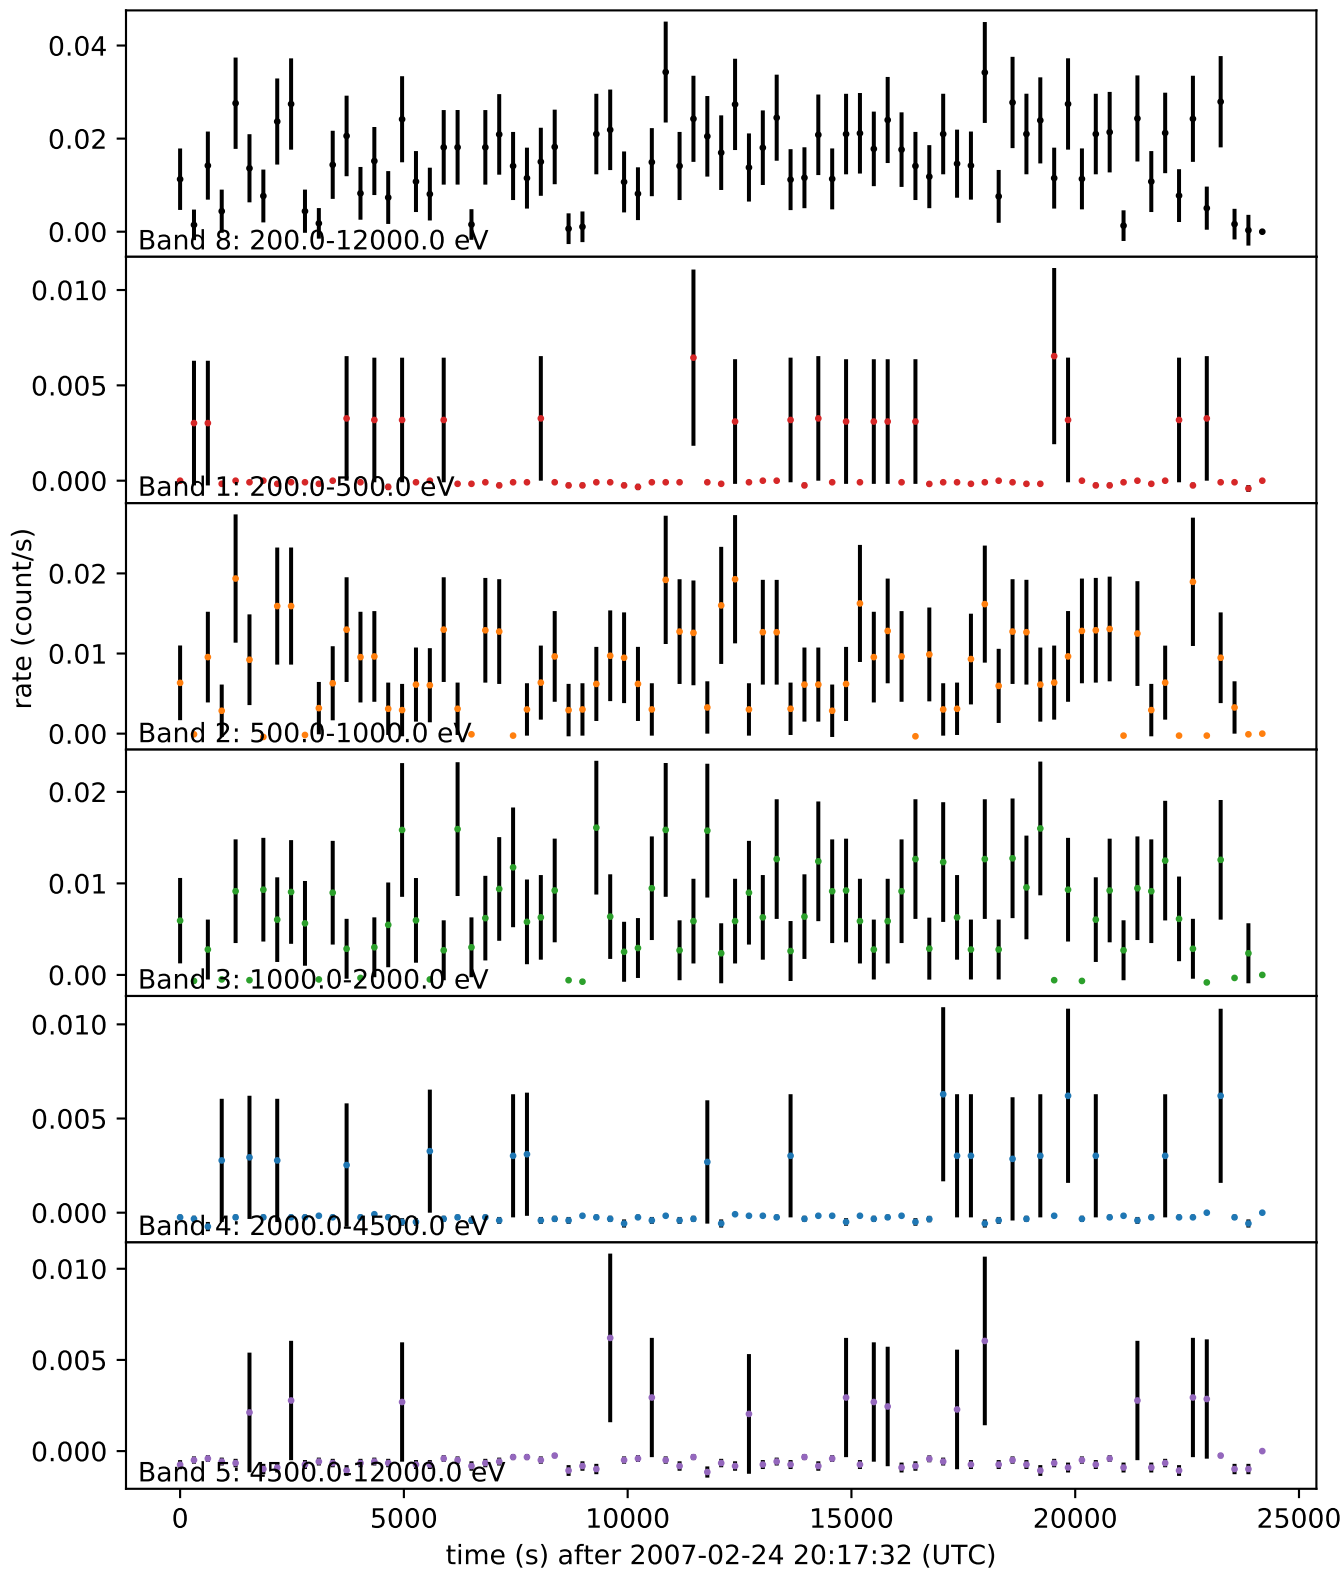 0.04
0.02
0.00
Band 8: 200.0-12000.0 eV
0.010
0.005
0.000
Band 1: 200.0-500.0 eV
0.02
0.01
0.00
Band 2: 500.0-1000.0 eV
rate (count/s)
0.02
0.01
0.00
Band 3: 1000.0-2000.0 eV
0.010
0.005
0.000
Band 4: 2000.0-4500.0 eV
0.010
0.005
0.000
Band 5: 4500.0-12000.0 eV
0 5000 10000 15000 20000 25000
time (s) after 2007-02-24 20:17:32 (UTC)